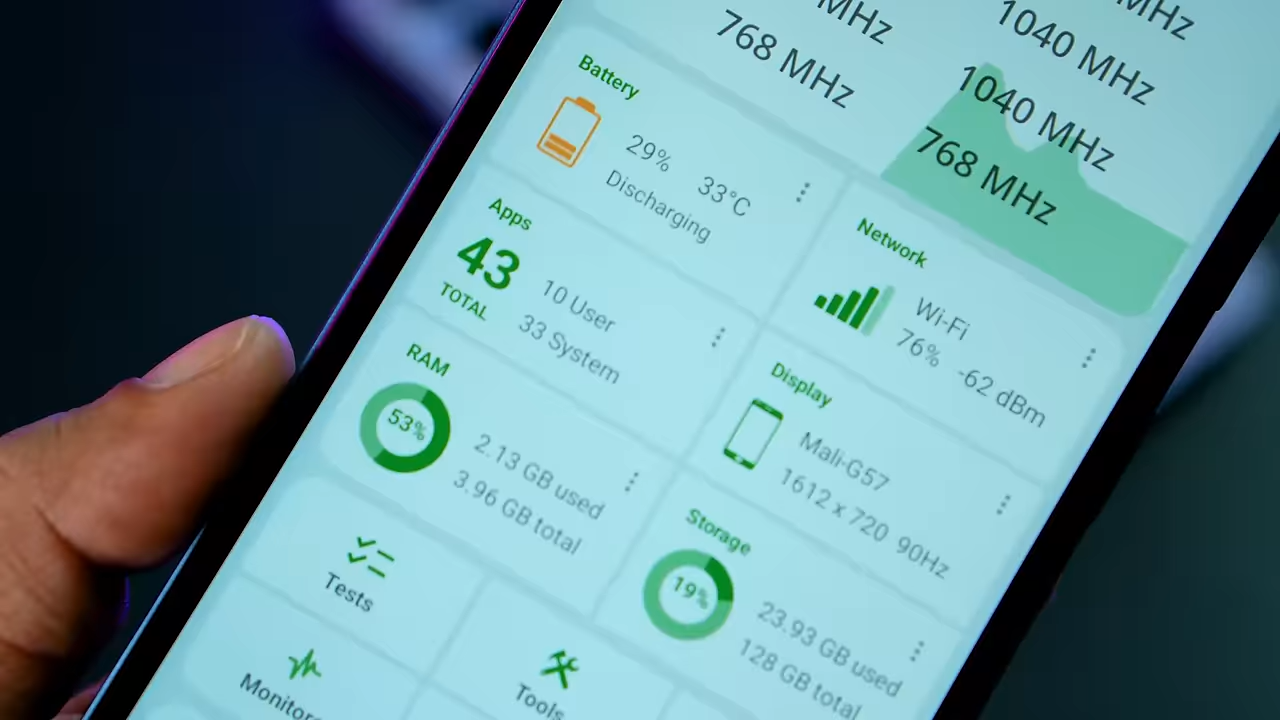 MHz
768 MHz
MHz
1040 MHz
1040 MHz
768 MHz
Battery
29% 33°C
Discharging
Network
Wi-Fi
76% -62 dBm
Apps
43
TOTAL
10 User
33 System
Display
Mali-G57
1612 x 720 90Hz
RAM
53%
2.13 GB used
3.96 GB total
Storage
19%
23.93 GB used
128 GB total
Tests
Tools